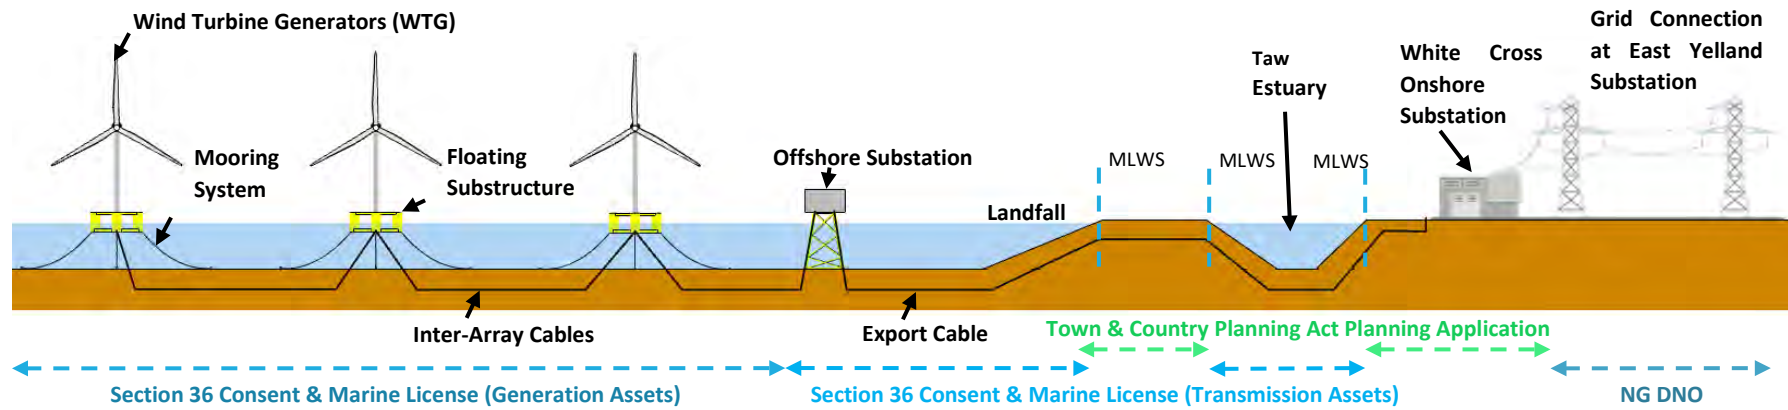 Wind Turbine Generators (WTG)
Mooring
System
Floating
Substructure
Offshore Substation
Landfall
MLWS
MLWS
MLWS
Taw
Estuary
White Cross
Onshore
Substation
Grid Connection
at East Yelland
Substation
Inter-Array Cables
Export Cable
Town & Country Planning Act Planning Application
Section 36 Consent & Marine License (Generation Assets)
Section 36 Consent & Marine License (Transmission Assets)
NG DNO